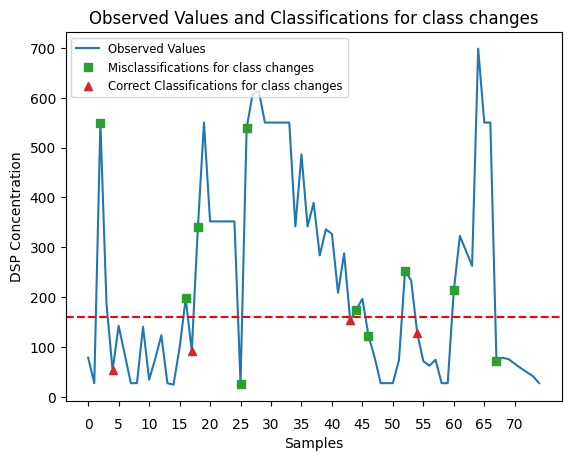 Observed Values and Classifications for class changes
Observed Values
Misclassifications for class changes
Correct Classifications for class changes
DSP Concentration
700
600
500
400
300
200
100
0
0 5 10 15 20 25 30 35 40 45 50 55 60 65 70
Samples